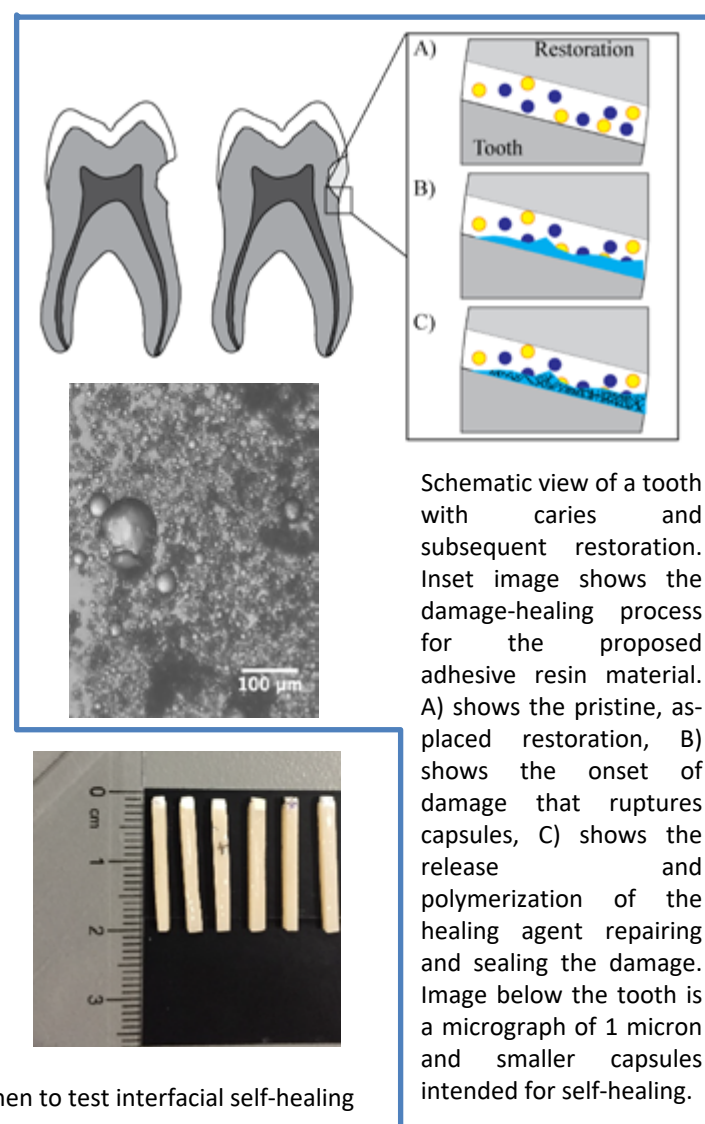 A)
Restoration
Tooth
B)
C)
100 µm
Schematic view of a tooth
with caries and
subsequent restoration.
Inset image shows the
damage-healing process
for the proposed
adhesive resin material.
A) shows the pristine, as-
placed restoration, B)
shows the onset of
damage that ruptures
capsules, C) shows the
release and
polymerization of the
healing agent repairing
and sealing the damage.
Image below the tooth is
a micrograph of 1 micron
and smaller capsules
intended for self-healing.
0
cm
1
2
3
men to test interfacial self-healing